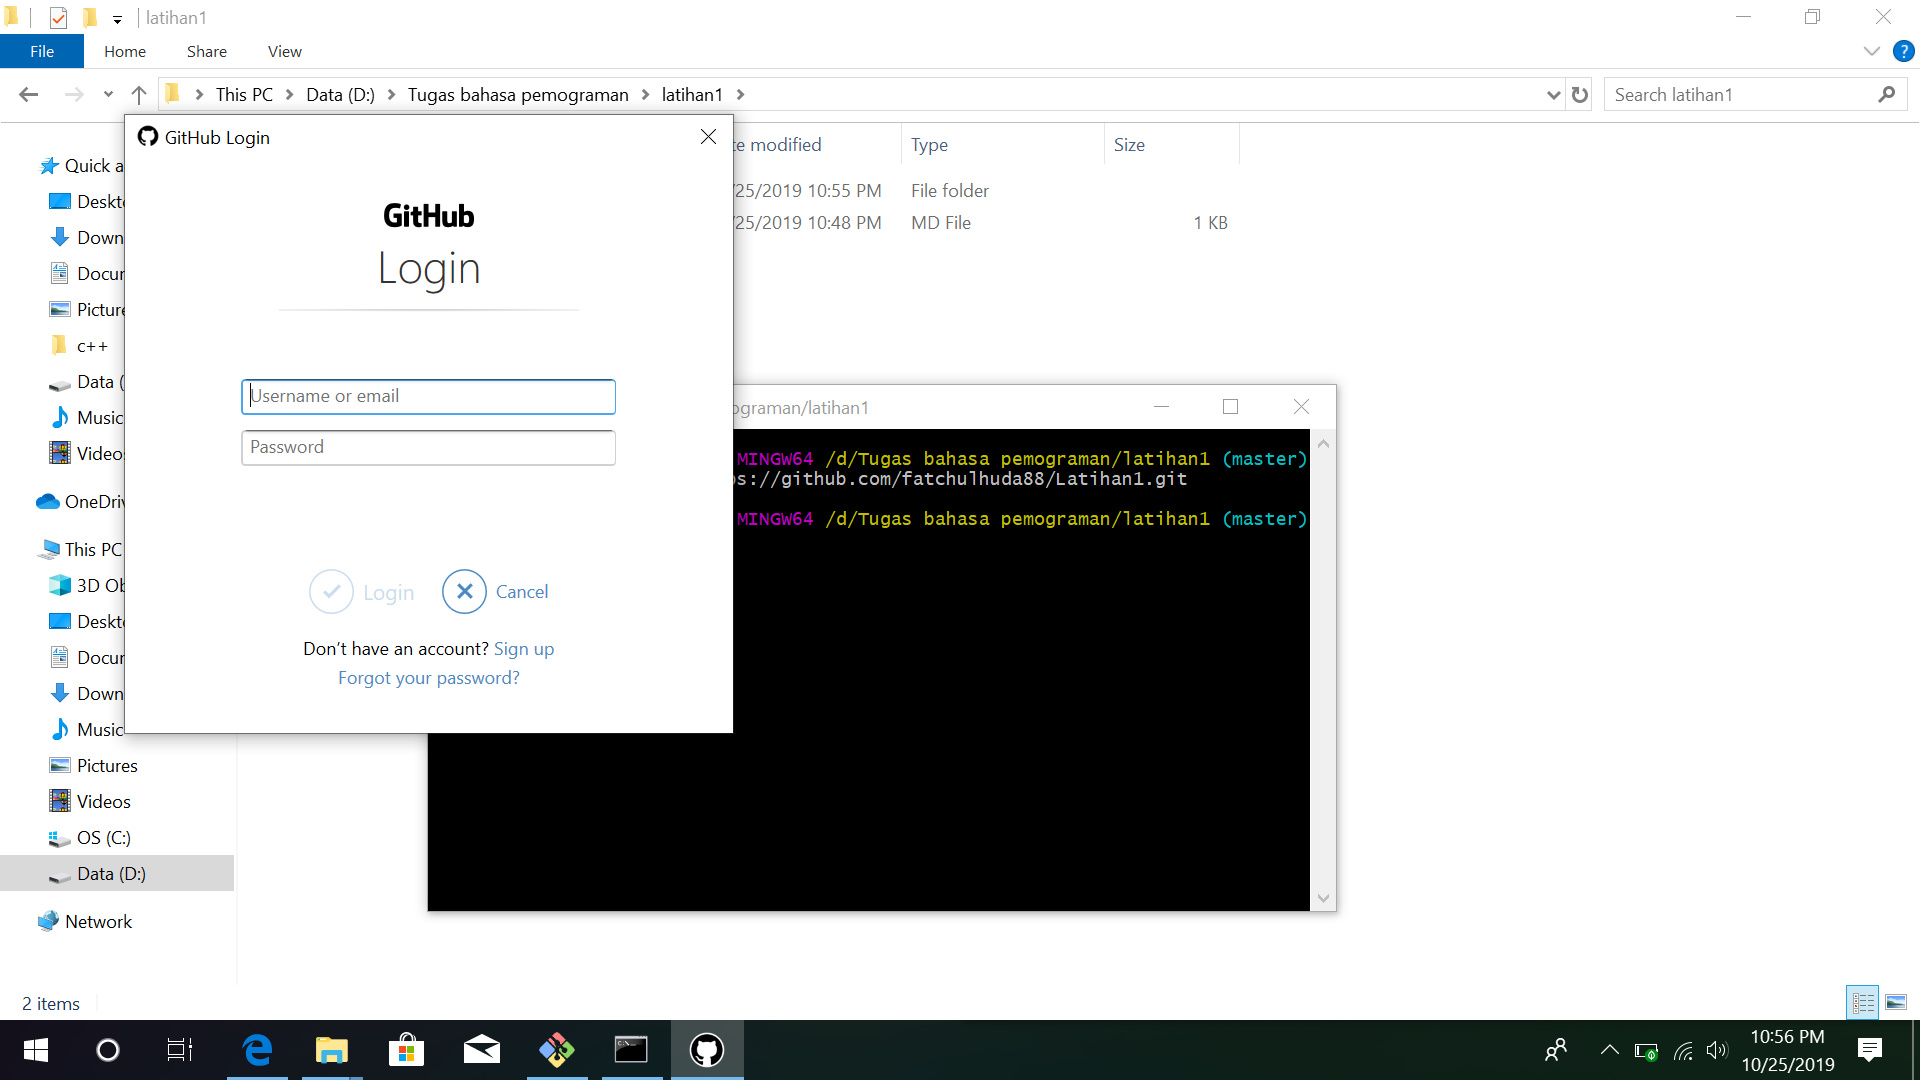 latihan1
File Home Share View
This PC Data (D:) Tugas bahasa pemograman latihan1
Search latihan1
GitHub Login
GitHub
Login
Username or email
Password
Login Cancel
Don't have an account? Sign up
Forgot your password?
modified Type Size
/25/2019 10:55 PM File folder
/25/2019 10:48 PM MD File 1 KB
Quick a
Deskt
Down
Docu
Picture
c++
Data (
Music
Video
OneDri
This PC
3D Ob
Deskt
Docu
Down
Music
Pictures
Videos
OS (C:)
Data (D:)
Network
ograman/latihan1
MINGW64 /d/Tugas bahasa pemograman/latihan1 (master)
ps://github.com/fatchulhuda88/Latihan1.git
MINGW64 /d/Tugas bahasa pemograman/latihan1 (master)
2 items
10:56 PM
10/25/2019